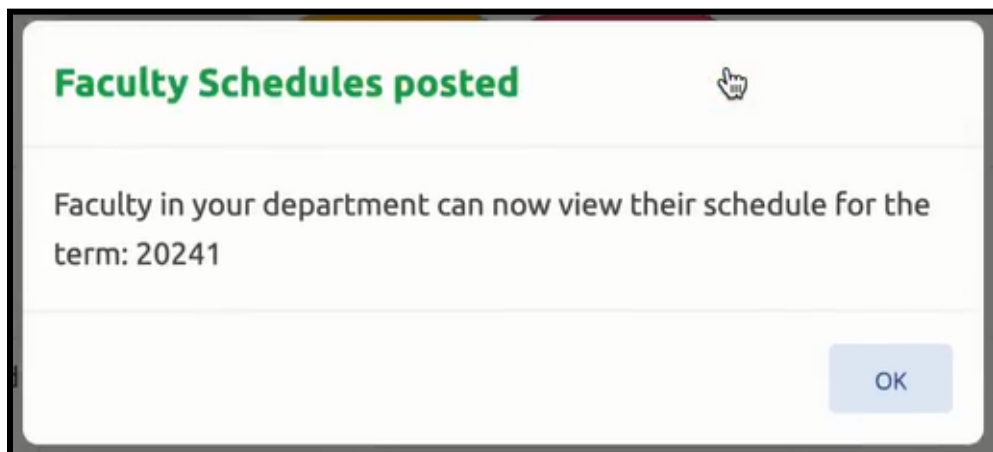 Faculty Schedules posted
Faculty in your department can now view their schedule for the
term: 20241
OK